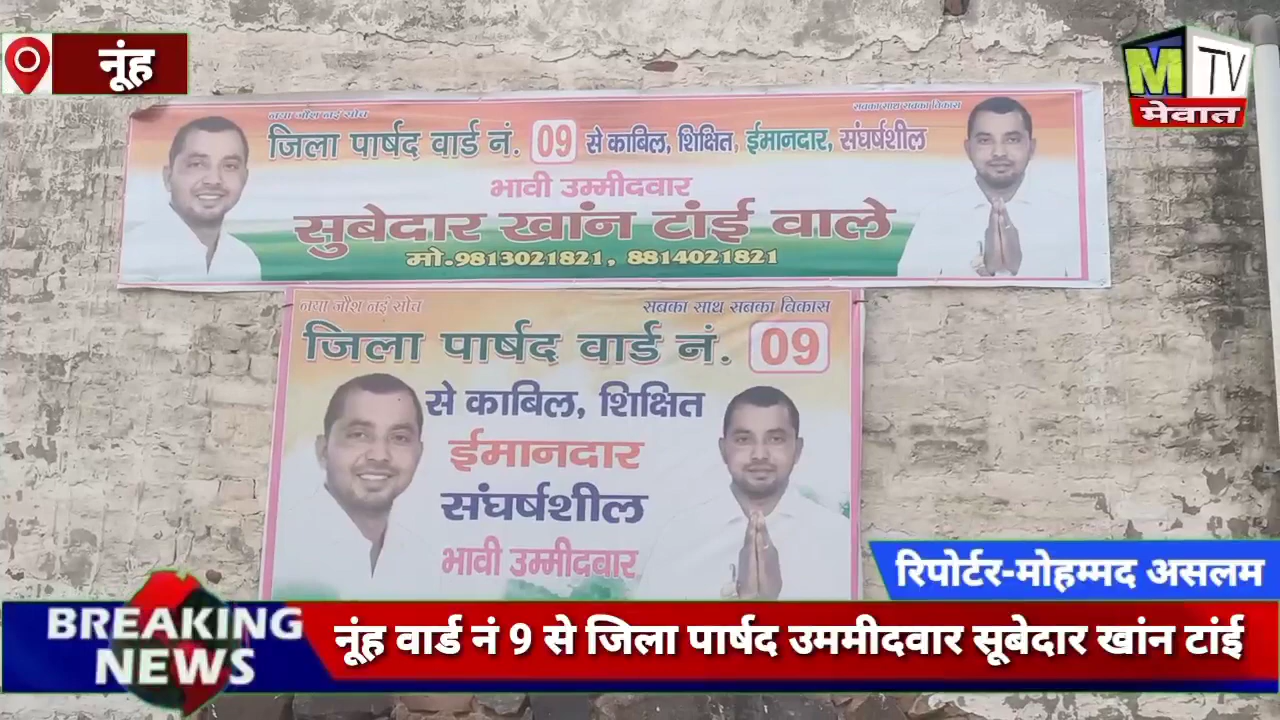 नूंह
M TV
मेवात
नया जौश नई सोच
सबका साथ सबका विकास
जिला पार्षद वार्ड नं. 09 से काबिल, शिक्षित, ईमानदार, संघर्षशील
भावी उम्मीदवार
सुबेदार खांन टांई वाले
मो.9813021821, 8814021821
नया जौश नई सोच
सबका साथ सबका विकास
जिला पार्षद वार्ड नं. 09
से काबिल, शिक्षित
ईमानदार
संघर्षशील
भावी उम्मीदवार
रिपोर्टर-मोहम्मद असलम
BREAKING
NEWS
नूंह वार्ड नं 9 से जिला पार्षद उममीदवार सूबेदार खांन टांई